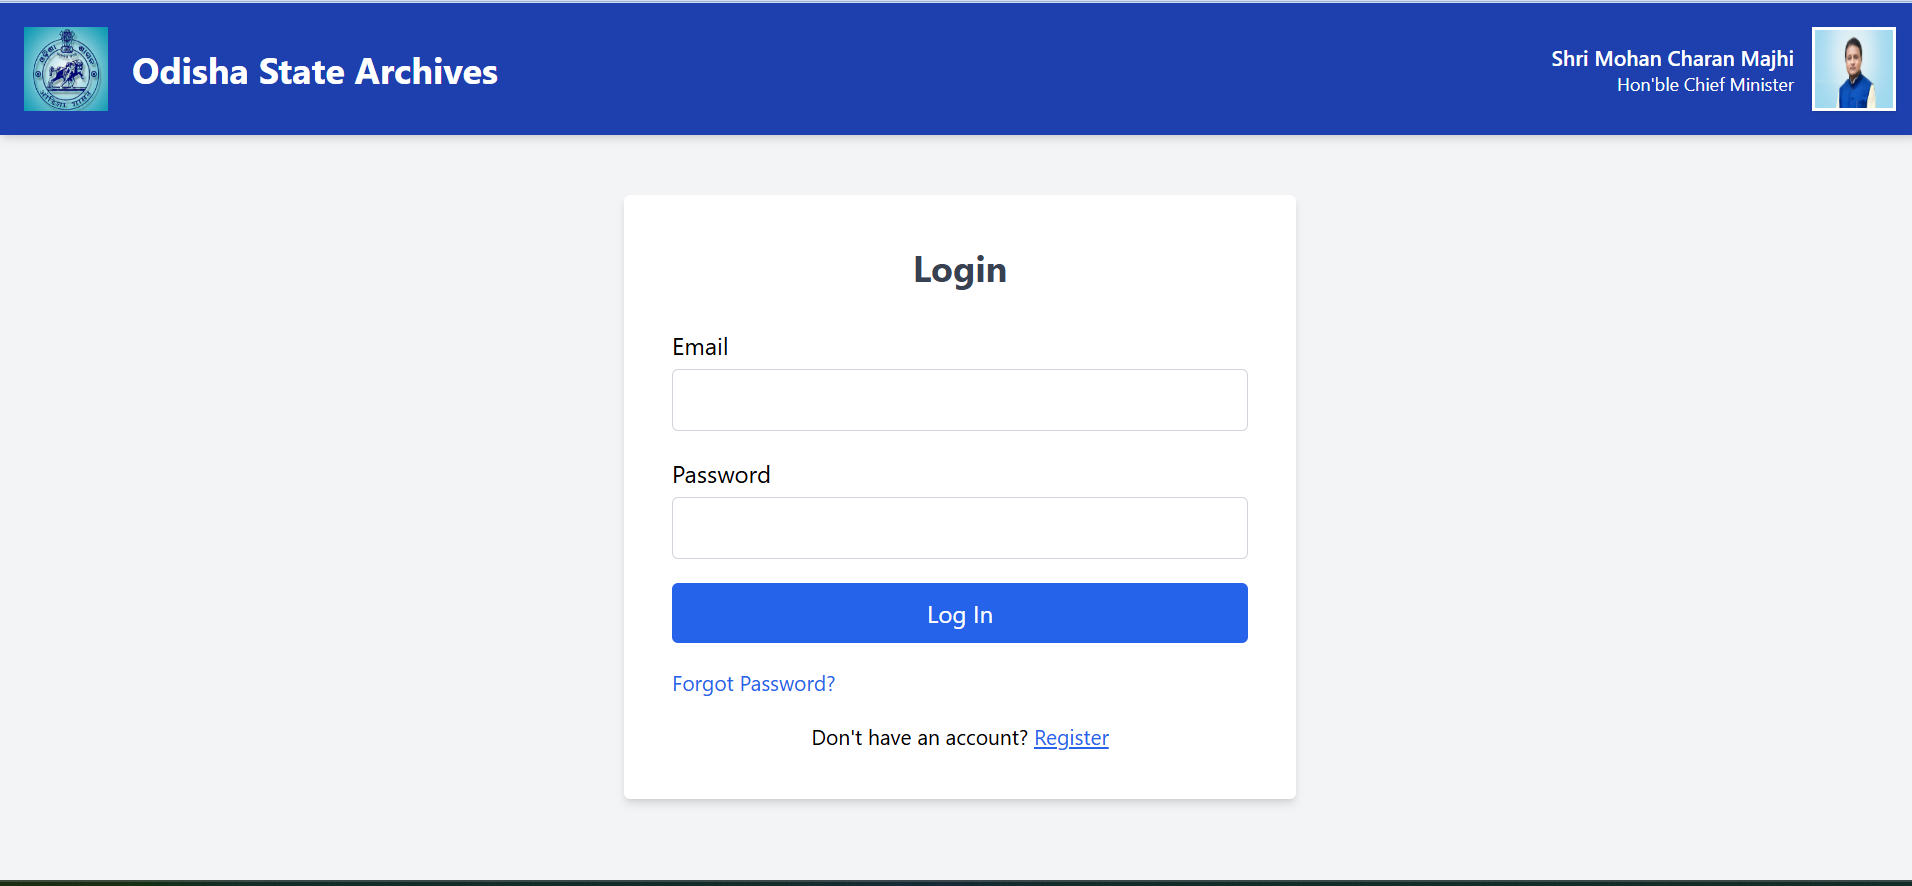 Odisha State Archives
Shri Mohan Charan Majhi
Hon'ble Chief Minister
Login
Email
Password
Log In
Forgot Password?
Don't have an account? Register